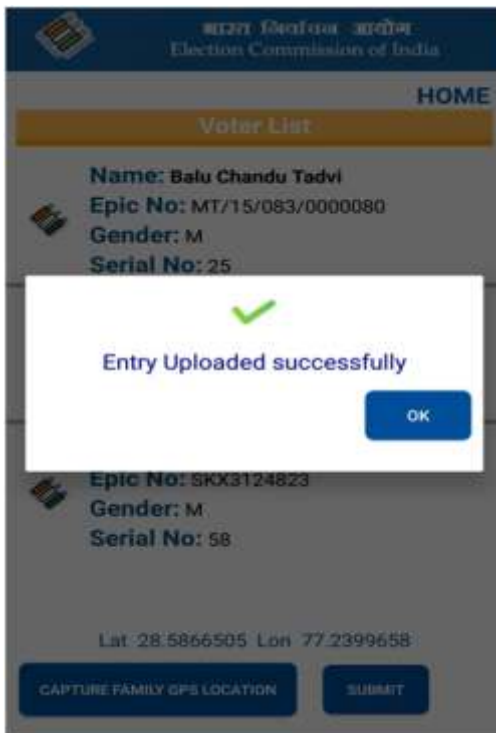 भारत निर्वाचन आयोग
Election Commission of India
HOME
Voter List
Name: Balu Chandu Tadvi
Epic No: MT/15/083/0000080
Gender: M
Serial No: 25
Entry Uploaded successfully
OK
Epic No: SKX3124823
Gender: M
Serial No: 58
Lat 28.5866505 Lon 77.2399658
CAPTURE FAMILY GPS LOCATION
SUBMIT